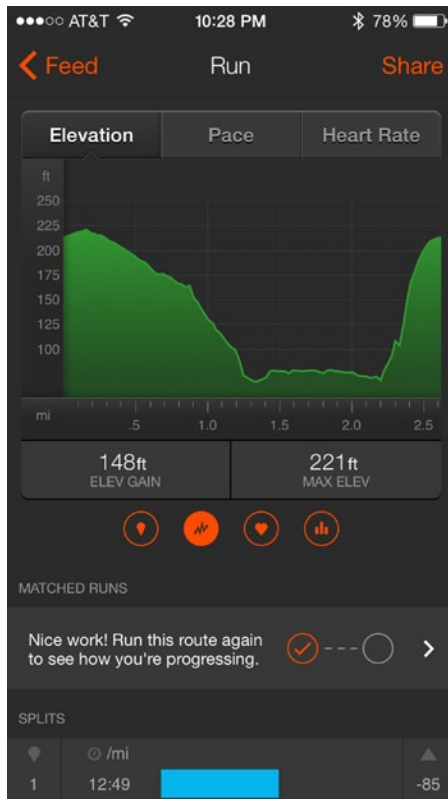 AT&T 10:28 PM 78%
Feed Run Share
Elevation Pace Heart Rate
ft
250
225
200
175
150
125
100
mi .5 1.0 1.5 2.0 2.5
148ft 221ft
ELEV GAIN MAX ELEV
MATCHED RUNS
Nice work! Run this route again
to see how you're progressing.
SPLITS
/mi
1 12:49 -85